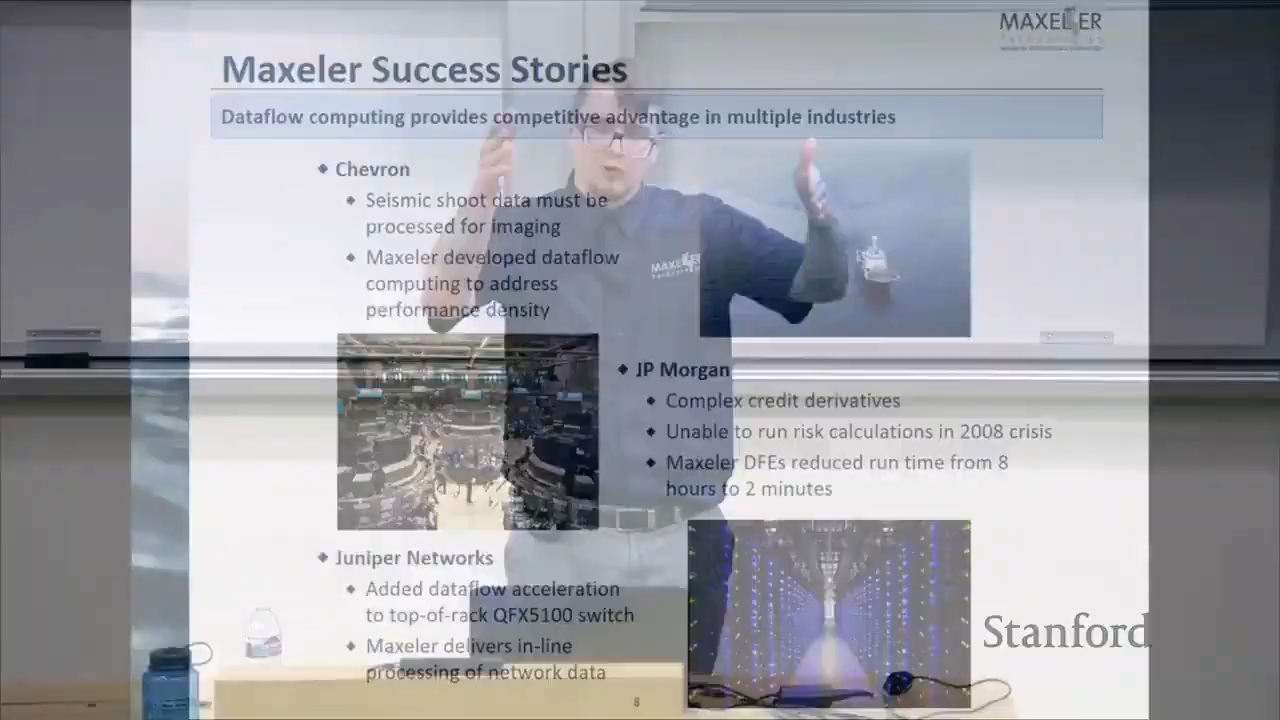 MAXELER
Maxeler Success Stories
Dataflow computing provides competitive advantage in multiple industries
Chevron
Seismic shoot data must be
processed for imaging
Maxeler developed dataflow
computing to address
performance density
MAXELER
JP Morgan
Complex credit derivatives
Unable to run risk calculations in 2008 crisis
Maxeler DFEs reduced run time from 8
hours to 2 minutes
Juniper Networks
Added dataflow acceleration
to top-of-rack QFX5100 switch
Maxeler delivers in-line
processing of network data
8
Stanford